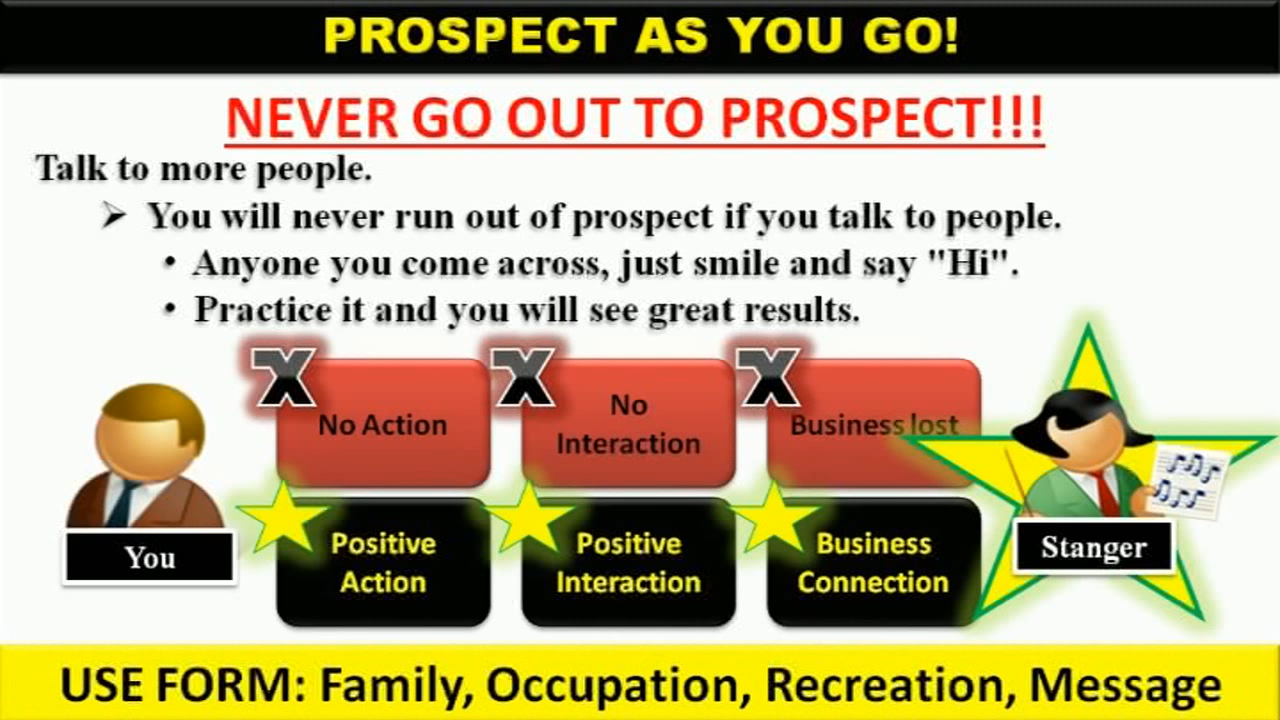 PROSPECT AS YOU GO!
NEVER GO OUT TO PROSPECT!!!
Talk to more people.
➢ You will never run out of prospect if you talk to people.
• Anyone you come across, just smile and say "Hi".
• Practice it and you will see great results.
X
No Action
X
No
Interaction
X
Business lost
You
Positive
Action
Positive
Interaction
Business
Connection
Stanger
USE FORM: Family, Occupation, Recreation, Message